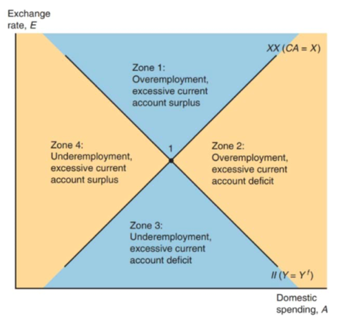 Exchange
rate, E
XX (CA = X)
Zone 1:
Overemployment,
excessive current
account surplus
Zone 4:
Underemployment,
excessive current
account surplus
1
Zone 2:
Overemployment,
excessive current
account deficit
Zone 3:
Underemployment,
excessive current
account deficit
II (Y = Yᶠ)
Domestic
spending, A